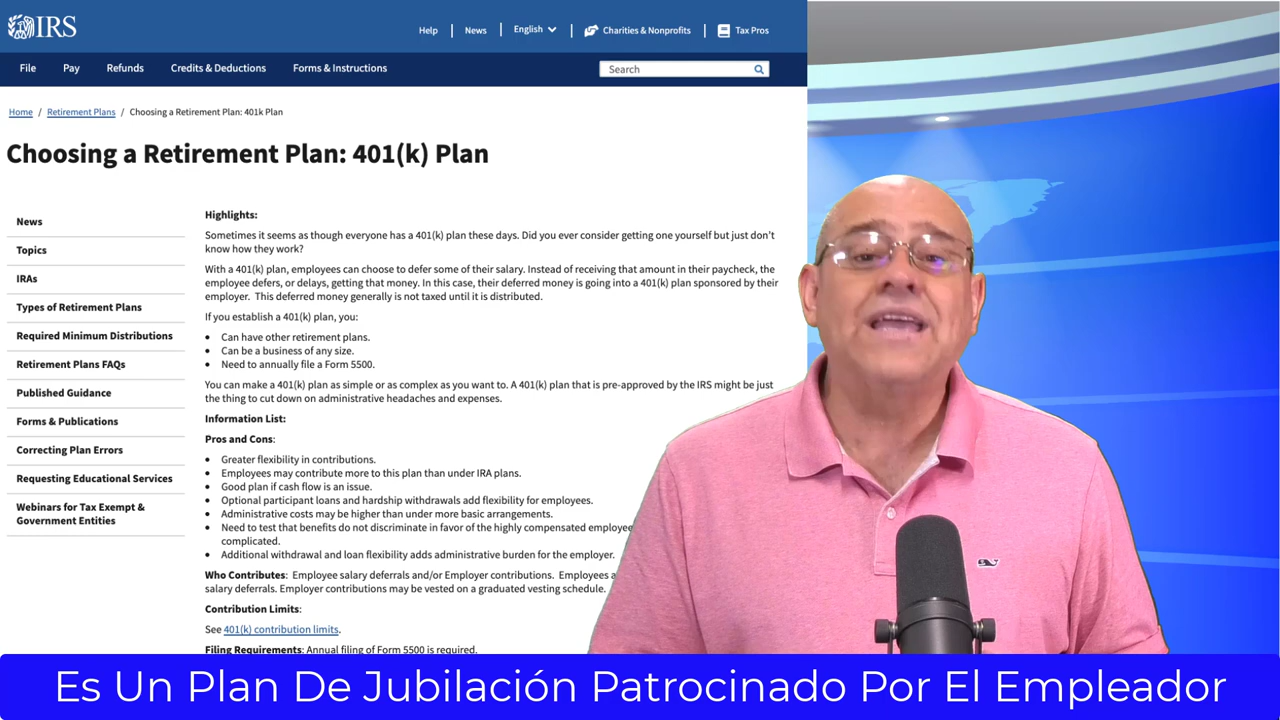 IRS
Help
News
English
Charities & Nonprofits
Tax Pros
File
Pay
Refunds
Credits & Deductions
Forms & Instructions
Search
Home / Retirement Plans / Choosing a Retirement Plan: 401k Plan
Choosing a Retirement Plan: 401(k) Plan
News
Topics
IRAs
Types of Retirement Plans
Required Minimum Distributions
Retirement Plans FAQs
Published Guidance
Forms & Publications
Correcting Plan Errors
Requesting Educational Services
Webinars for Tax Exempt &
Government Entities
Highlights:
Sometimes it seems as though everyone has a 401(k) plan these days. Did you ever consider getting one yourself but just don't
know how they work?
With a 401(k) plan, employees can choose to defer some of their salary. Instead of receiving that amount in their paycheck, the
employee defers, or delays, getting that money. In this case, their deferred money is going into a 401(k) plan sponsored by their
employer. This deferred money generally is not taxed until it is distributed.
If you establish a 401(k) plan, you:
• Can have other retirement plans.
• Can be a business of any size.
• Need to annually file a Form 5500.
You can make a 401(k) plan as simple or as complex as you want to. A 401(k) plan that is pre-approved by the IRS might be just
the thing to cut down on administrative headaches and expenses.
Information List:
Pros and Cons:
• Greater flexibility in contributions.
• Employees may contribute more to this plan than under IRA plans.
• Good plan if cash flow is an issue.
• Optional participant loans and hardship withdrawals add flexibility for employees.
• Administrative costs may be higher than under more basic arrangements.
• Need to test that benefits do not discriminate in favor of the highly compensated employee
complicated.
• Additional withdrawal and loan flexibility adds administrative burden for the employer.
Who Contributes: Employee salary deferrals and/or Employer contributions. Employees a
salary deferrals. Employer contributions may be vested on a graduated vesting schedule.
Contribution Limits:
See 401(k) contribution limits.
Filing Requirements: Annual filing of Form 5500 is required.
Es Un Plan De Jubilación Patrocinado Por El Empleador